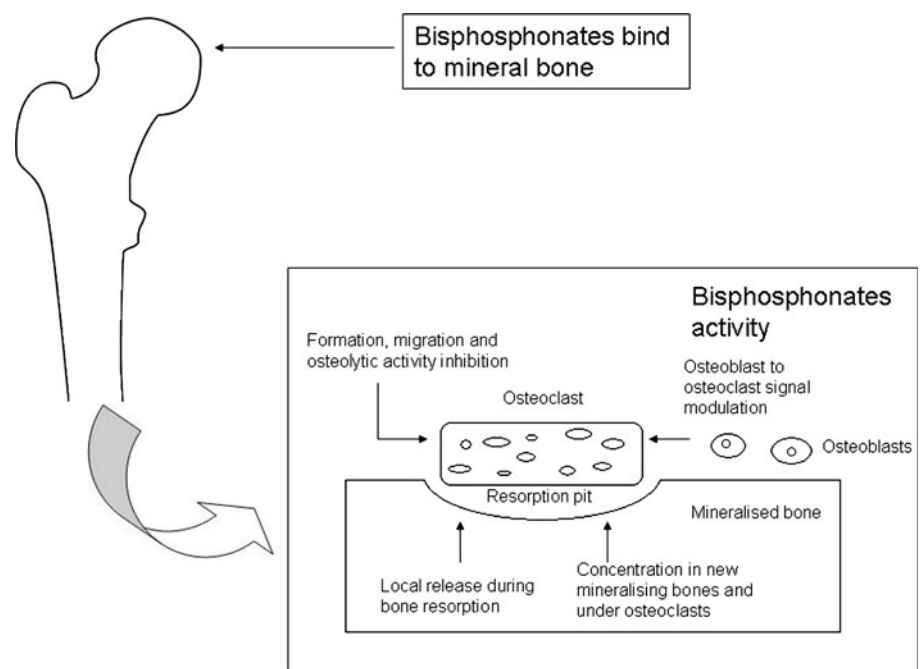 Bisphosphonates bind
to mineral bone
Bisphosphonates
activity
Formation, migration and
osteolytic activity inhibition
Osteoblast to
osteoclast signal
modulation
Osteoclast
Osteoblasts
Resorption pit
Mineralised bone
Local release during
bone resorption
Concentration in new
mineralising bones and
under osteoclasts